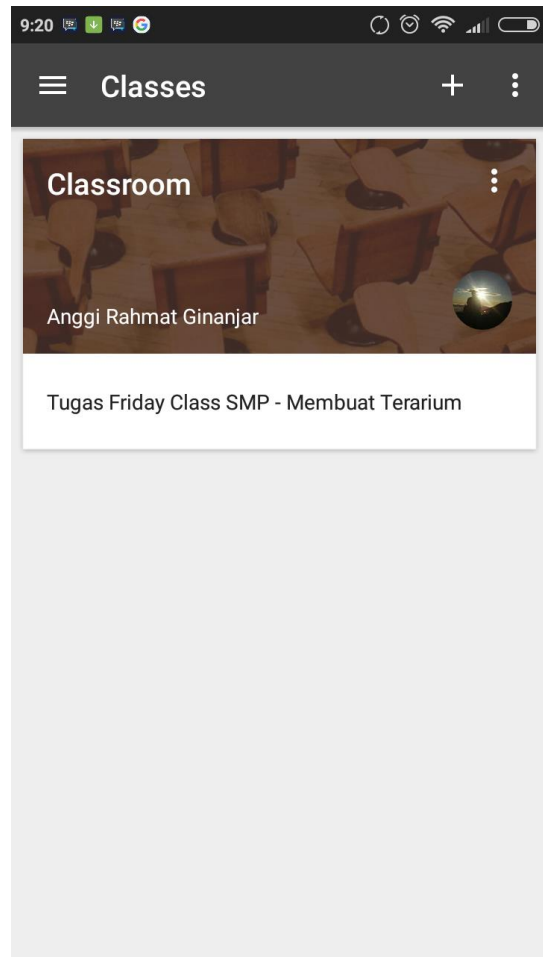 9:20
Classes
Classroom
Anggi Rahmat Ginanjar
Tugas Friday Class SMP - Membuat Terarium